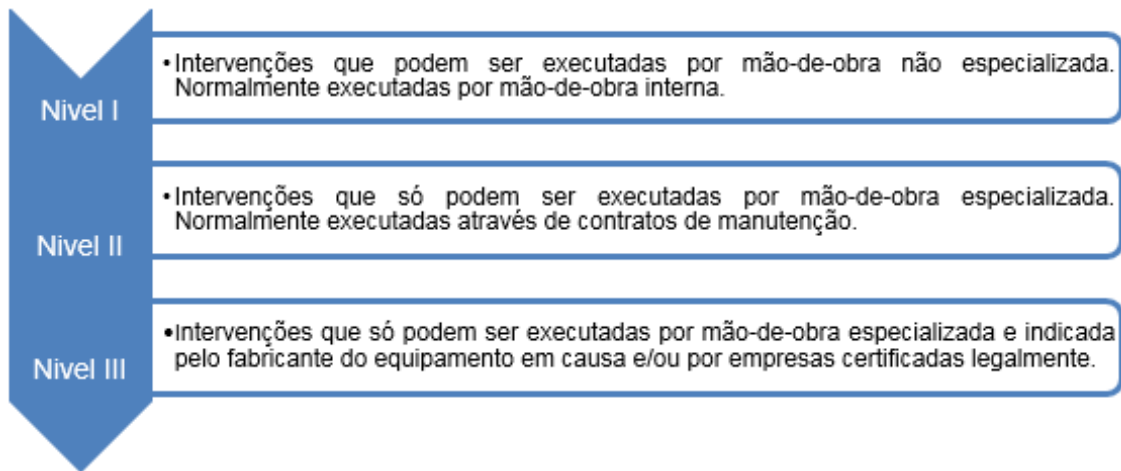 Nivel I
•Intervenções que podem ser executadas por mão-de-obra não especializada.
Normalmente executadas por mão-de-obra interna.
Nivel II
•Intervenções que só podem ser executadas por mão-de-obra especializada.
Normalmente executadas através de contratos de manutenção.
Nivel III
•Intervenções que só podem ser executadas por mão-de-obra especializada e indicada
pelo fabricante do equipamento em causa e/ou por empresas certificadas legalmente.